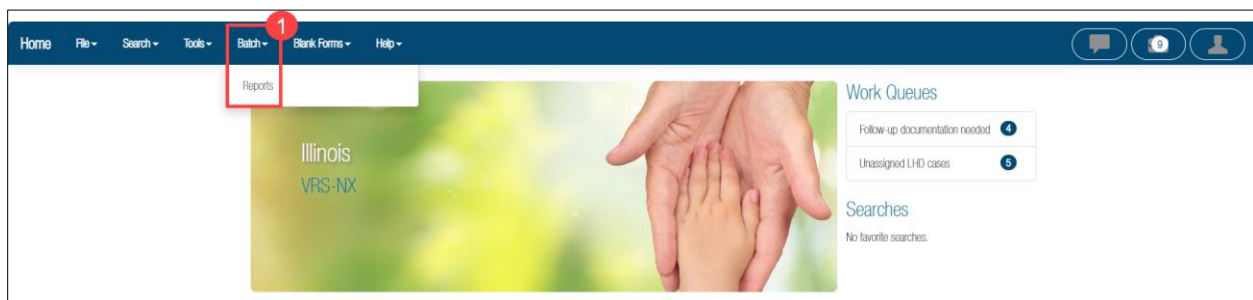 1
Home File Search Tools Batch Blank Forms Help 9
Reports
Work Queues
Follow-up documentation needed 4
Unassigned LHD cases 5
Illinois
VRS-NX
Searches
No favorite searches.